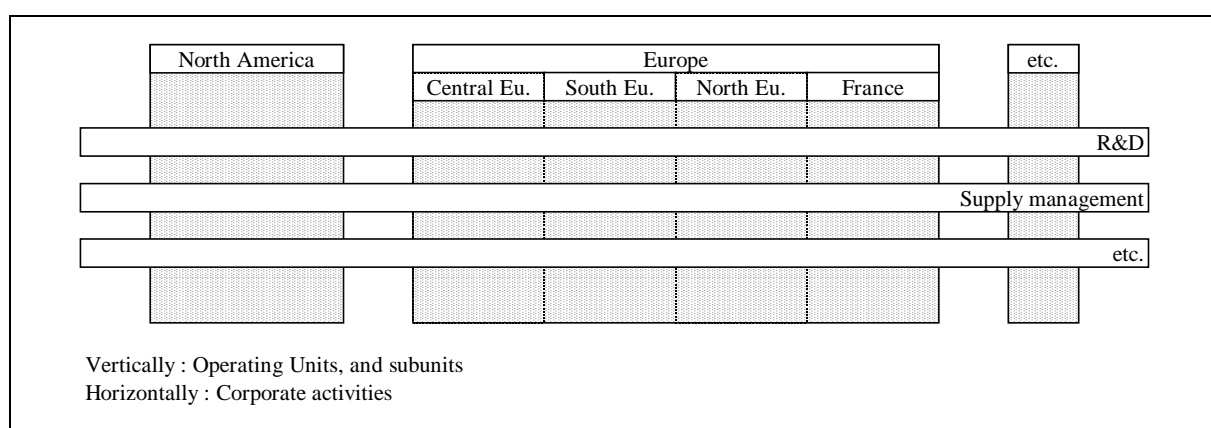 North America
Europe
etc.
Central Eu.
South Eu.
North Eu.
France
R&D
Supply management
etc.
Vertically : Operating Units, and subunits
Horizontally : Corporate activities